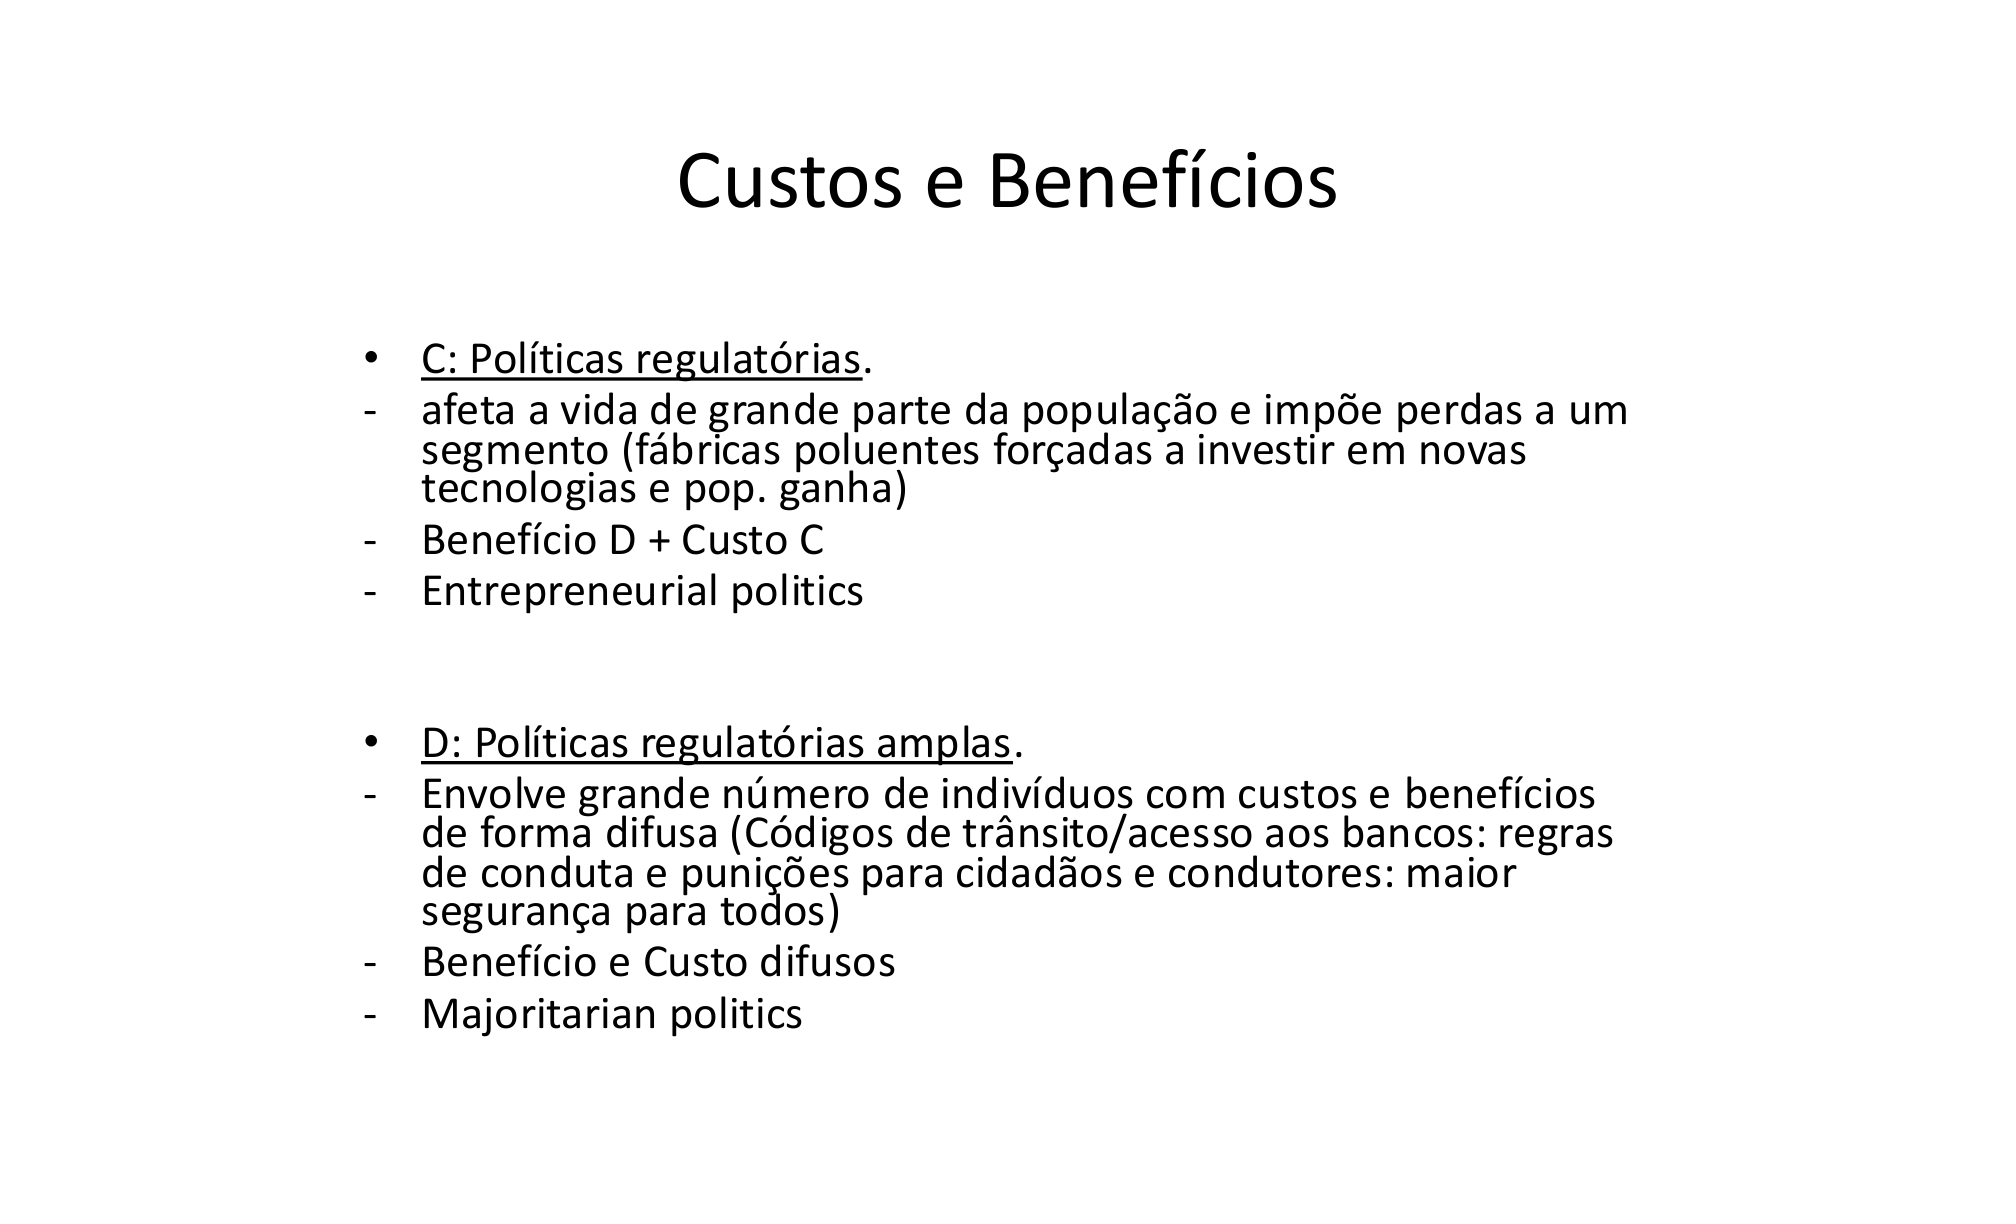 Custos e Benefícios
• C: Políticas regulatórias.
- afeta a vida de grande parte da população e impõe perdas a um
segmento (fábricas poluentes forçadas a investir em novas
tecnologias e pop. ganha)
- Benefício D + Custo C
- Entrepreneurial politics
• D: Políticas regulatórias amplas.
- Envolve grande número de indivíduos com custos e benefícios
de forma difusa (Códigos de trânsito/acesso aos bancos: regras
de conduta e punições para cidadãos e condutores: maior
segurança para todos)
- Benefício e Custo difusos
- Majoritarian politics